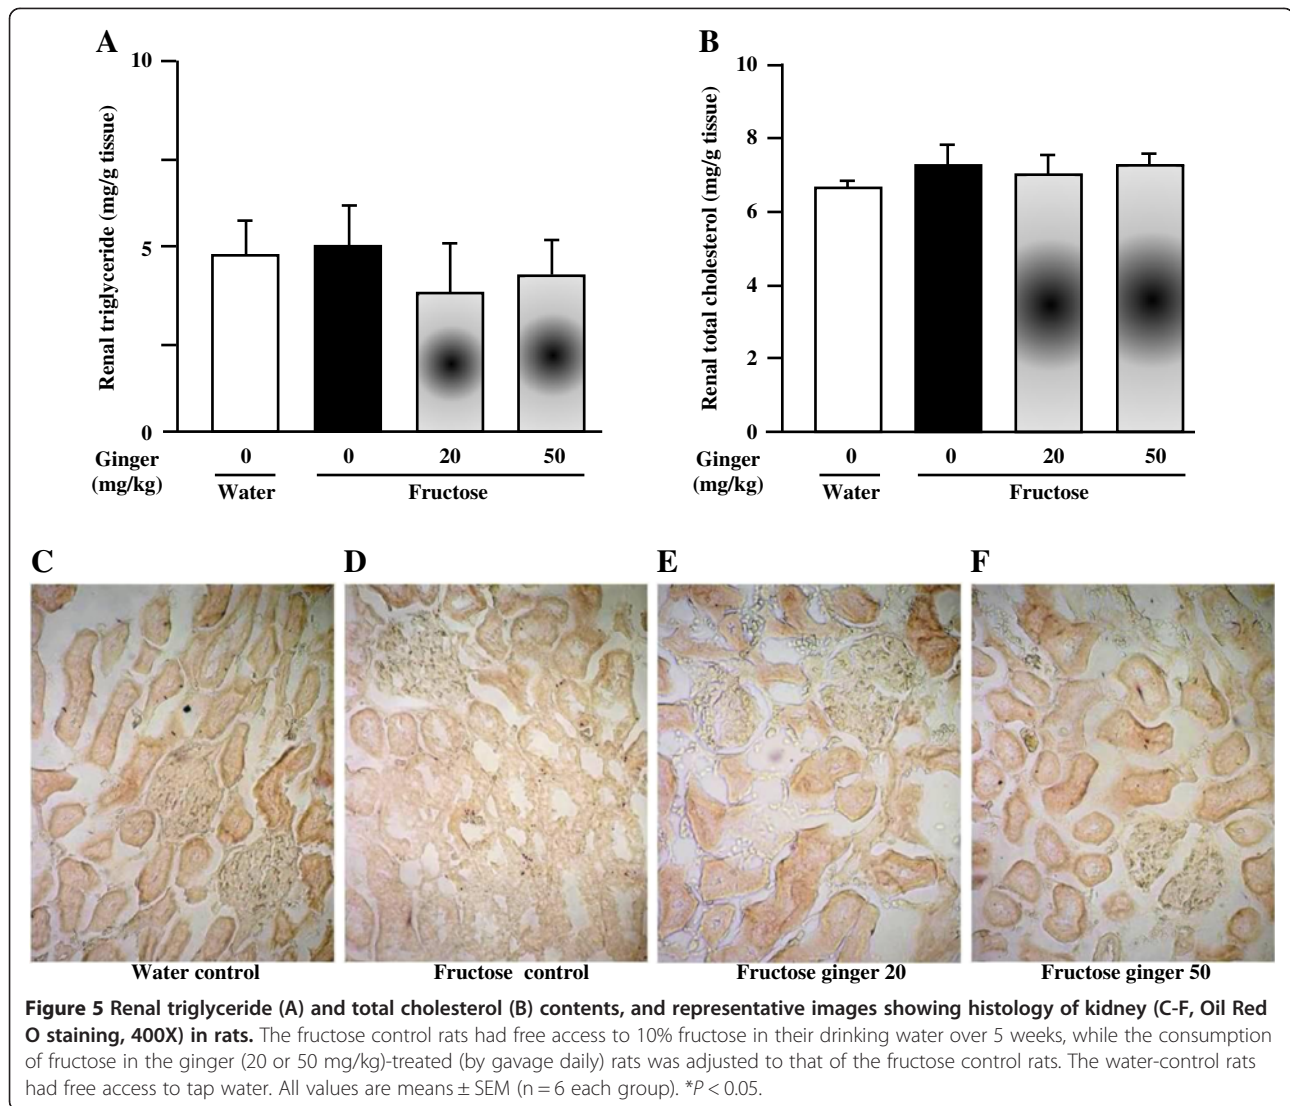 A
B
10
5
0
Renal triglyceride (mg/g tissue)
Ginger
(mg/kg)
0
0
20
50
Water
Fructose
10
8
6
4
2
0
Renal total cholesterol (mg/g tissue)
Ginger
(mg/kg)
0
0
20
50
Water
Fructose
C
D
E
F
Water control
Fructose control
Fructose ginger 20
Fructose ginger 50
Figure 5 Renal triglyceride (A) and total cholesterol (B) contents, and representative images showing histology of kidney (C-F, Oil Red
O staining, 400X) in rats. The fructose control rats had free access to 10% fructose in their drinking water over 5 weeks, while the consumption
of fructose in the ginger (20 or 50 mg/kg)-treated (by gavage daily) rats was adjusted to that of the fructose control rats. The water-control rats
had free access to tap water. All values are means ± SEM (n = 6 each group). *P < 0.05.